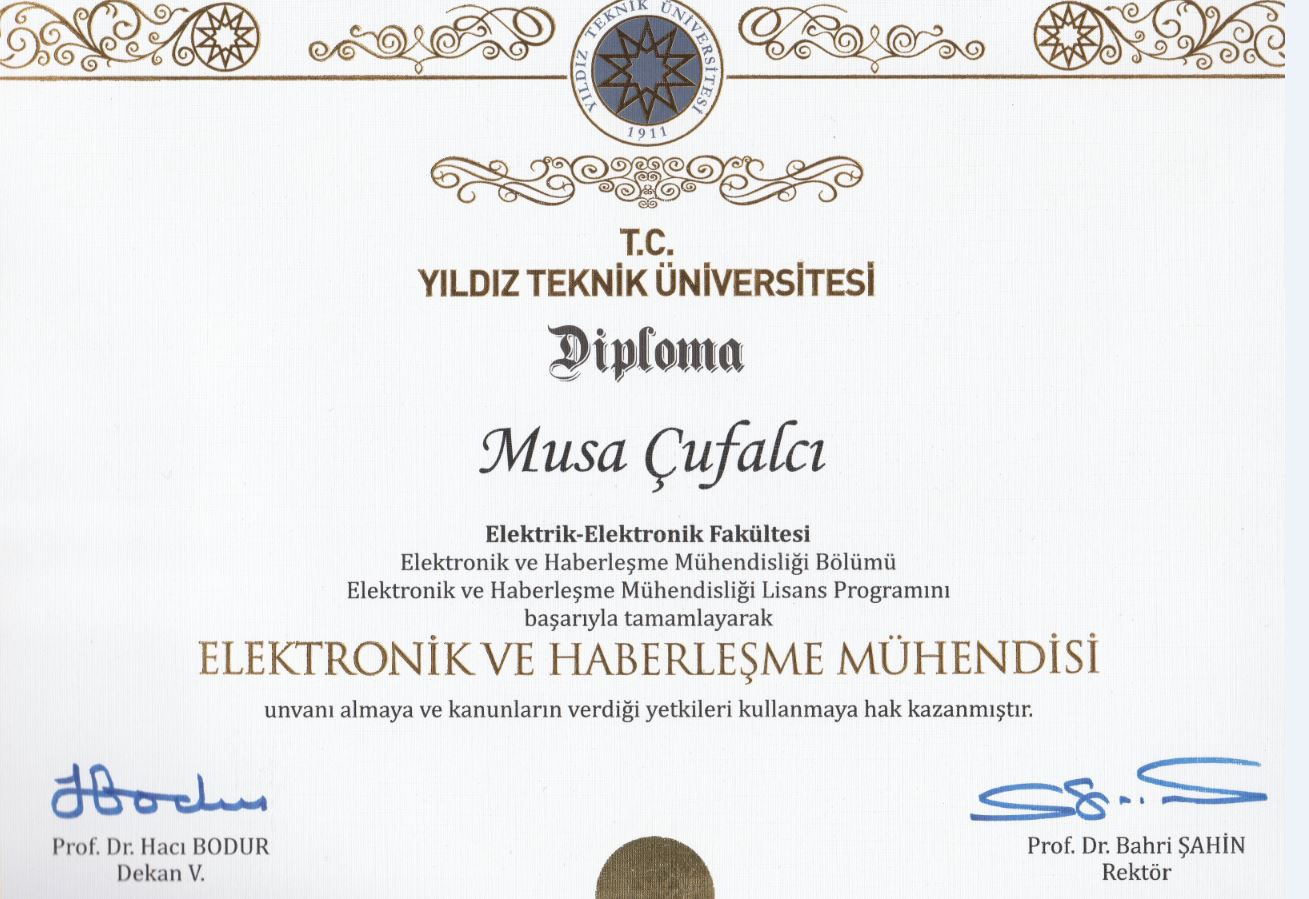 YILDIZ TEKNİK ÜNİVERSİTESİ
1911
T.C.
YILDIZ TEKNİK ÜNİVERSİTESİ
Diploma
Musa Çufalcı
Elektrik-Elektronik Fakültesi
Elektronik ve Haberleşme Mühendisliği Bölümü
Elektronik ve Haberleşme Mühendisliği Lisans Programını
başarıyla tamamlayarak
ELEKTRONİK VE HABERLEŞME MÜHENDİSİ
unvanı almaya ve kanunların verdiği yetkileri kullanmaya hak kazanmıştır.
Prof. Dr. Hacı BODUR
Dekan V.
Prof. Dr. Bahri ŞAHİN
Rektör